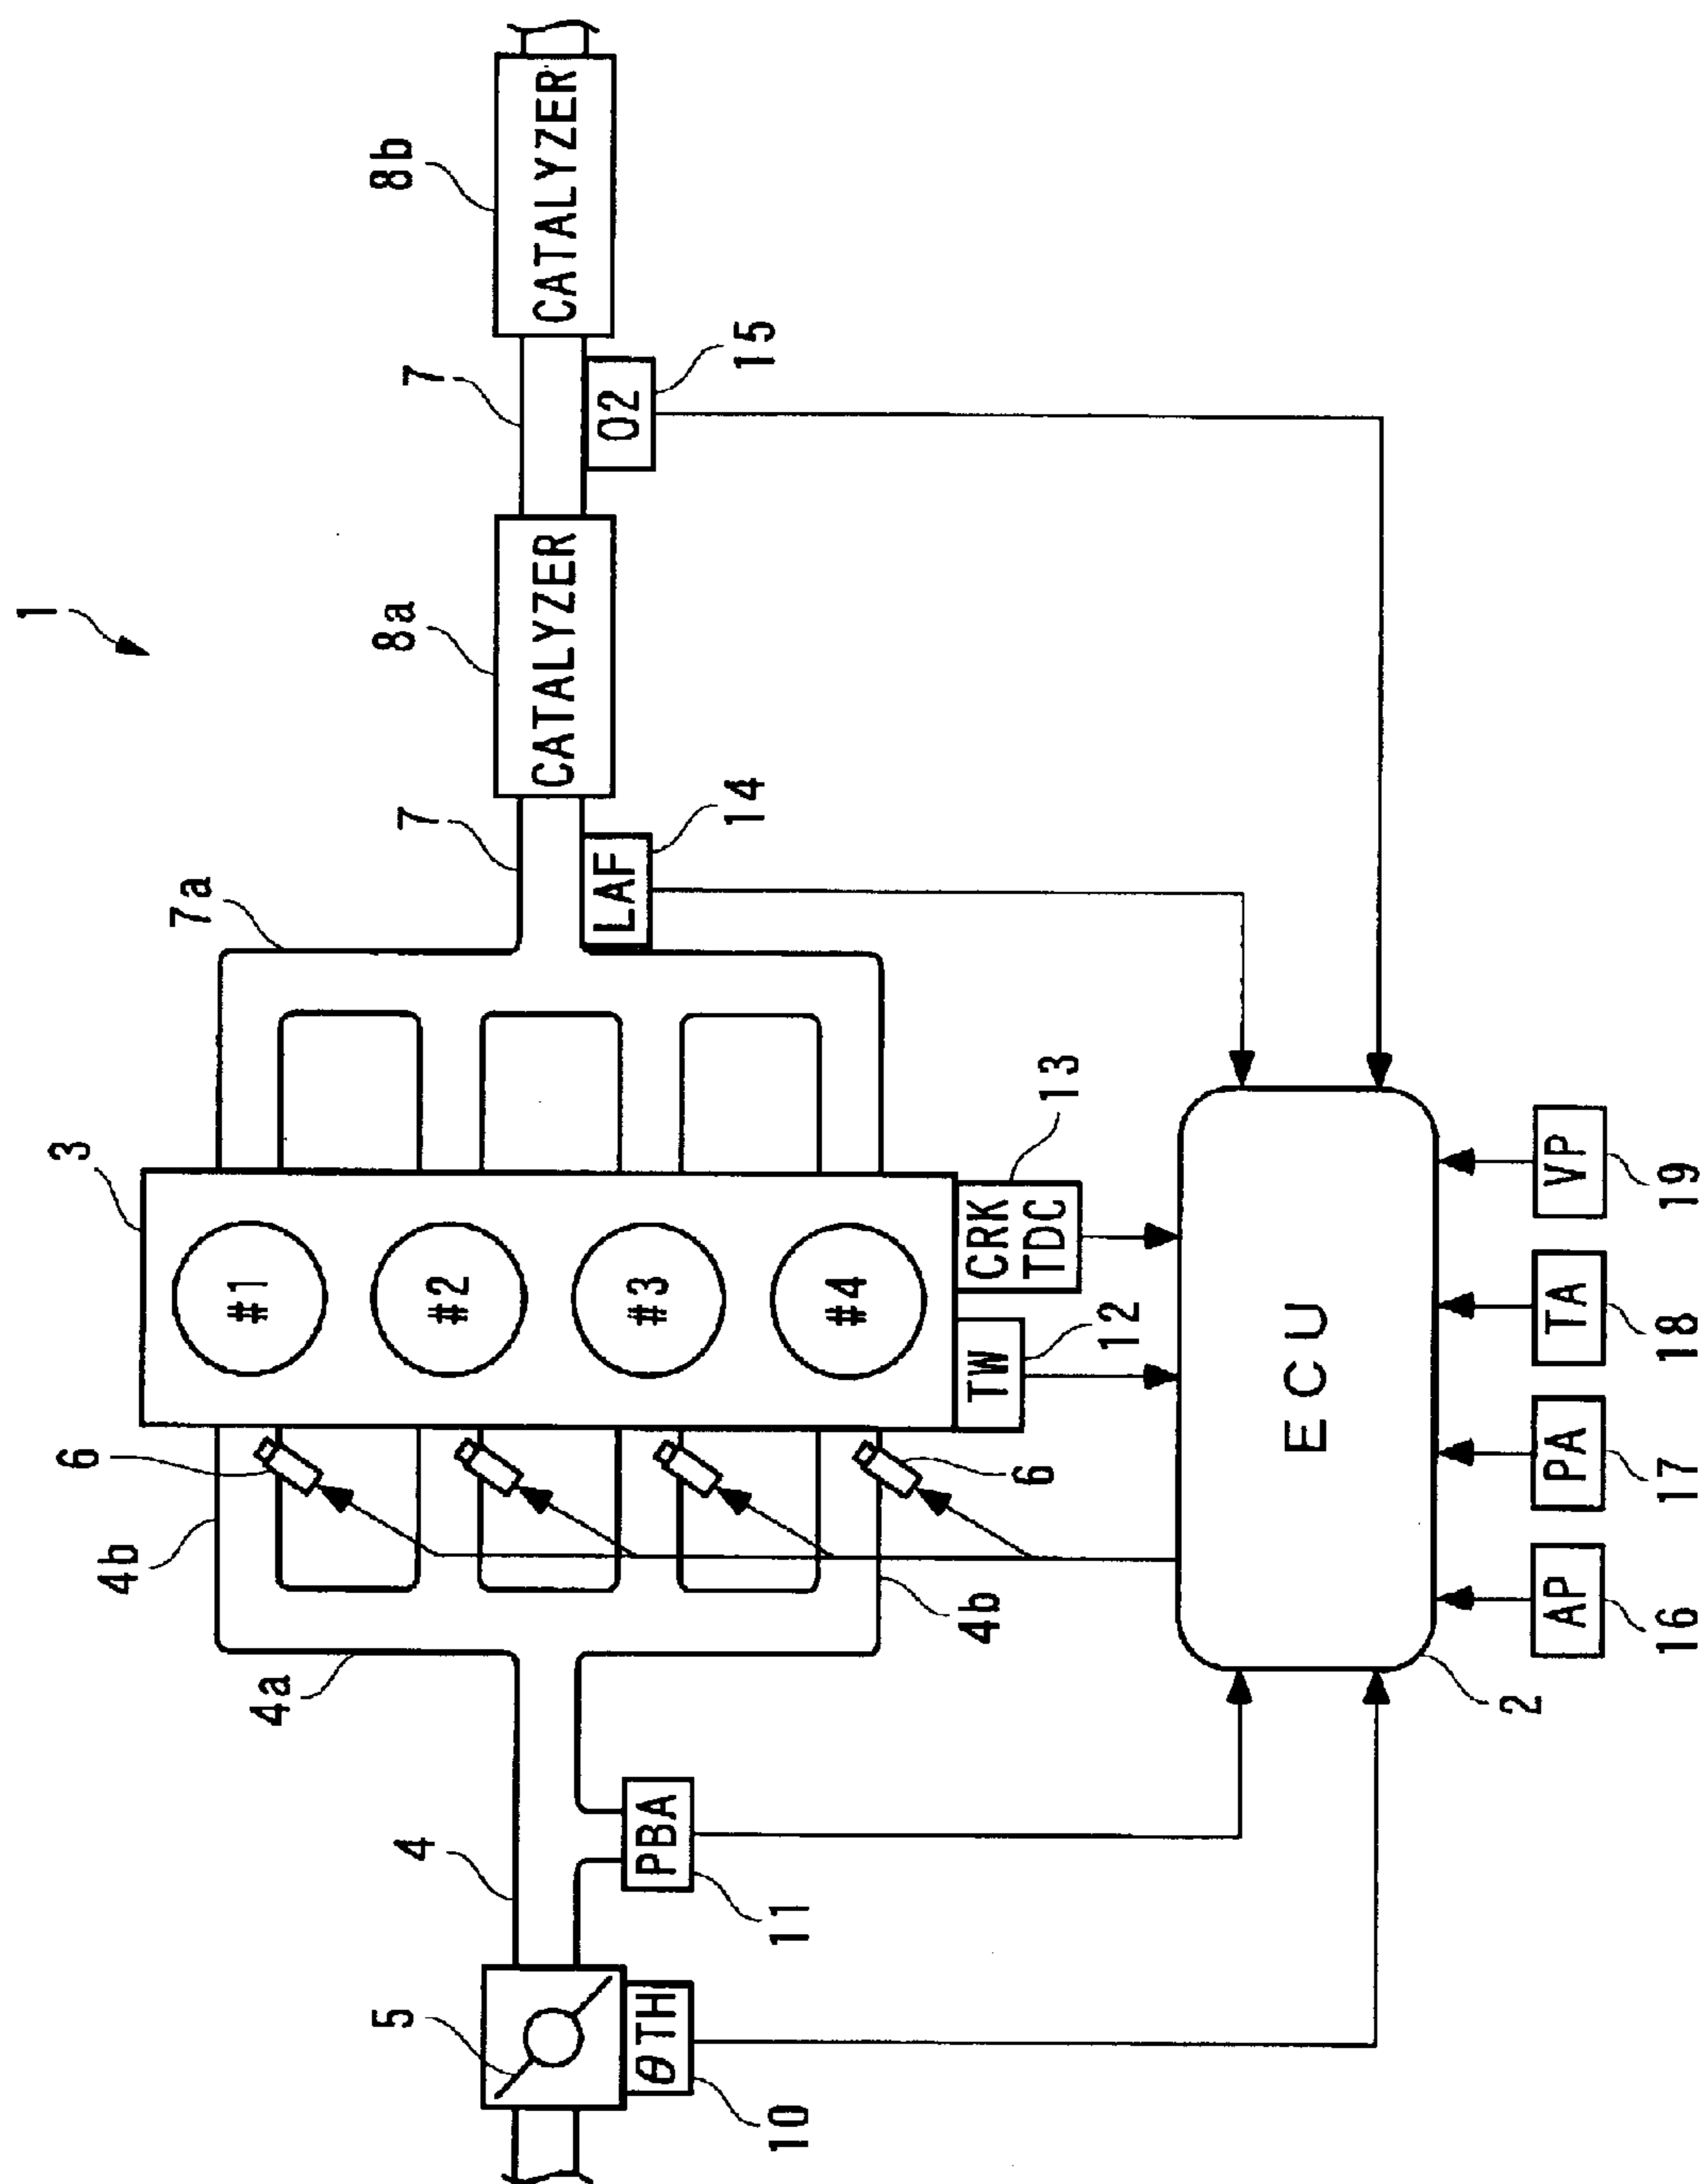 1
3
7a
7
8a
7
8b
CATALYZER
CATALYZER
5
4
4a
4b
6
#1
#2
#3
#4
6
4b
θTH
10
PBA
11
TW
12
CRK
TDC
13
LAF
14
O2
15
ECU
2
AP
16
PA
17
TA
18
VP
19